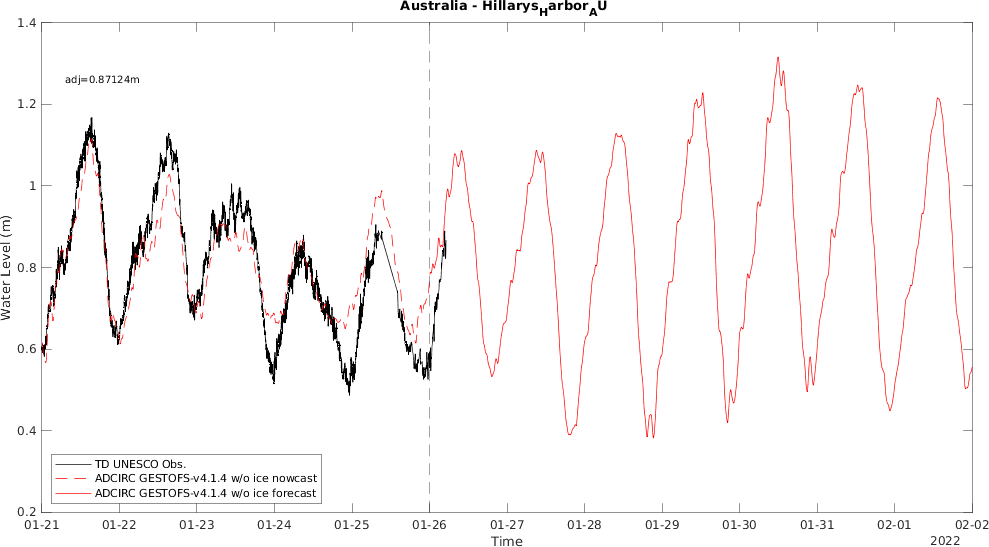 Australia - Hillarys_Harbor_AU
1.4
adj=0.87124m
1.2
1
0.8
0.6
0.4
0.2
Water Level (m)
TD UNESCO Obs.
ADCIRC GESTOFS-v4.1.4 w/o ice nowcast
ADCIRC GESTOFS-v4.1.4 w/o ice forecast
01-21 01-22 01-23 01-24 01-25 01-26 01-27 01-28 01-29 01-30 01-31 02-01 02-02
Time
2022